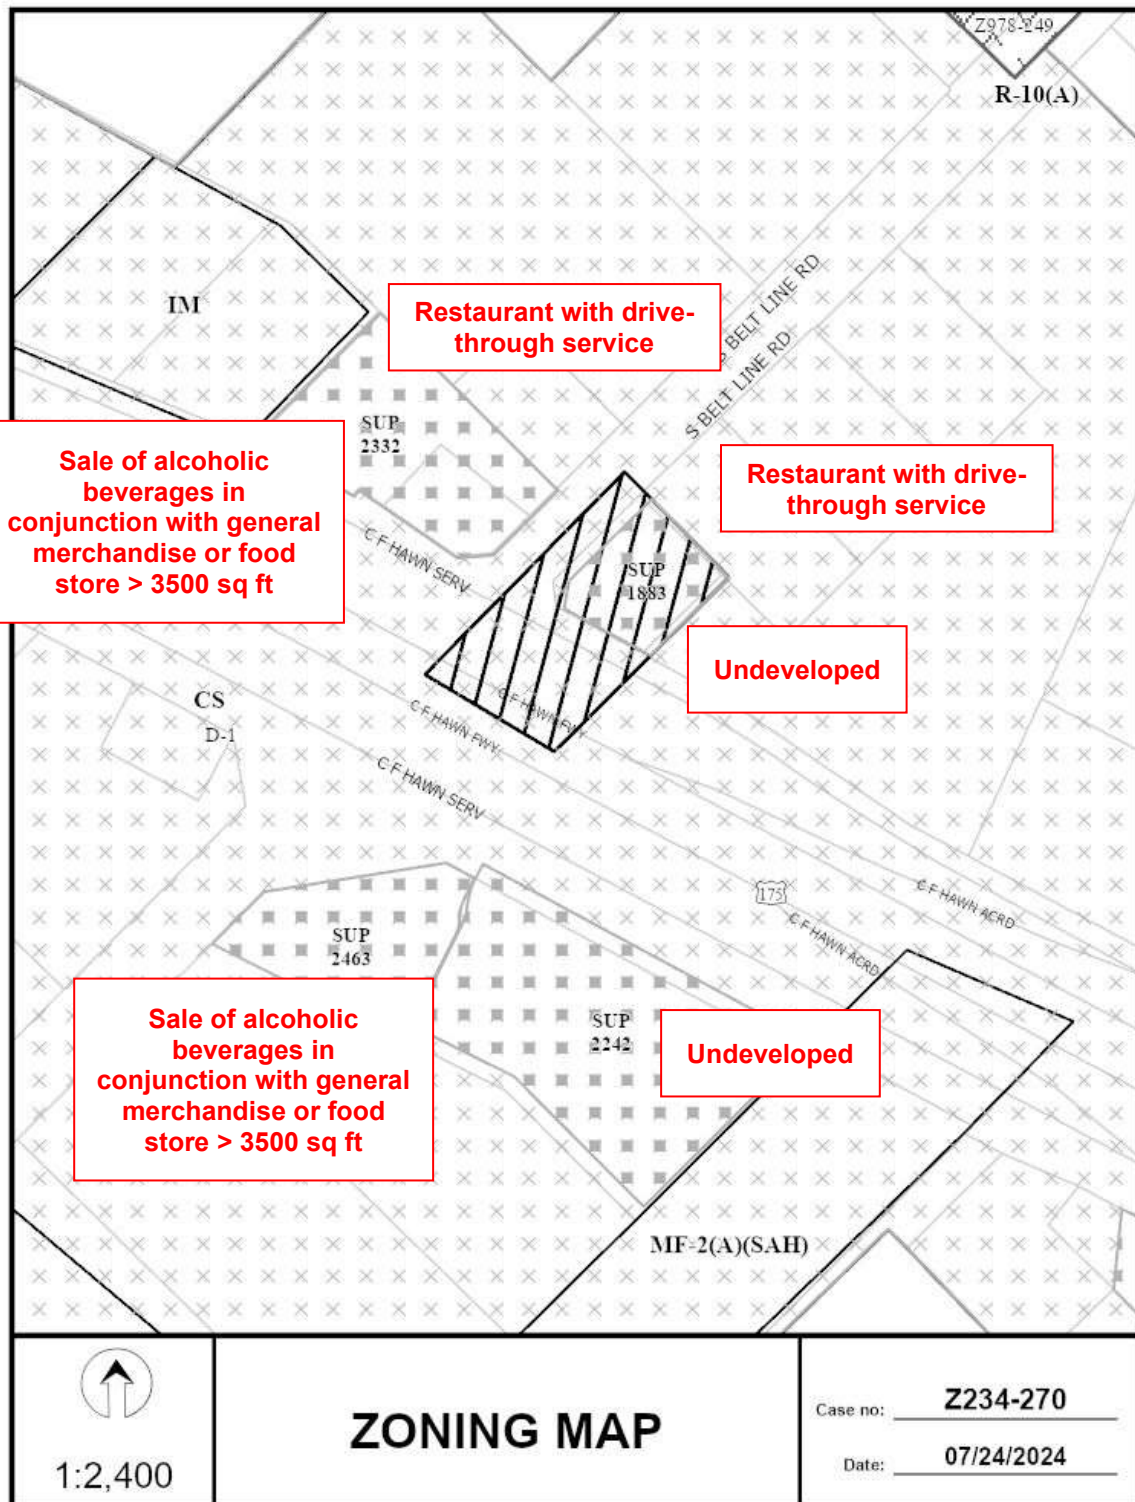 Z978-249
R-10(A)
IM
Restaurant with drive-
through service
BELT LINE RD
S BELT LINE RD
SUP
2332
Sale of alcoholic
beverages in
conjunction with general
merchandise or food
store > 3500 sq ft
Restaurant with drive-
through service
C F HAWN SERV
SUP
1883
Undeveloped
CS
D-1
C F HAWN FWY
C F HAWN FWY
C F HAWN SERV
175
C F HAWN ACRD
C F HAWN ACRD
SUP
2463
Sale of alcoholic
beverages in
conjunction with general
merchandise or food
store > 3500 sq ft
SUP
2242
Undeveloped
MF-2(A)(SAH)
1:2,400
ZONING MAP
Case no: Z234-270
Date: 07/24/2024